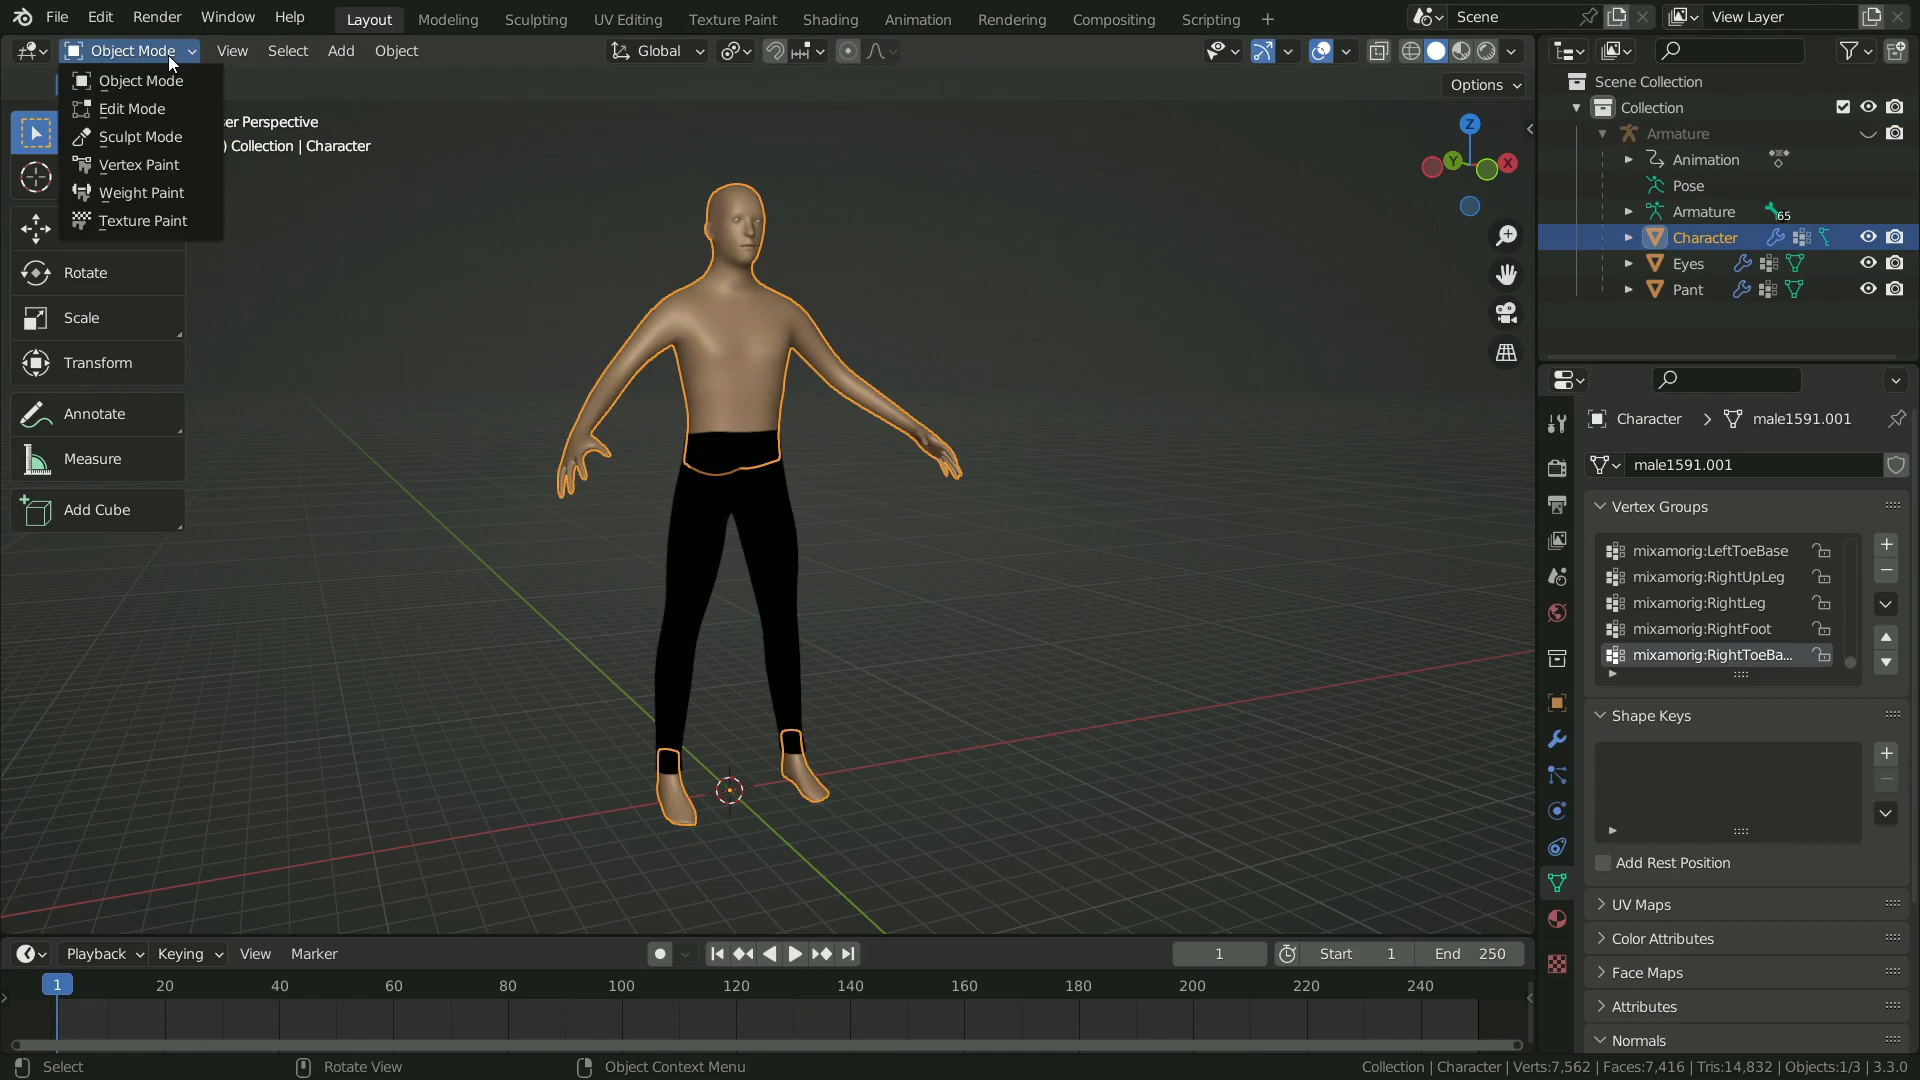 File Edit Render Window Help Layout Modeling Sculpting UV Editing Texture Paint Shading Animation Rendering Compositing Scripting Scene View Layer
Object Mode View Select Add Object Global
Object Mode
Edit Mode
Sculpt Mode
Vertex Paint
Weight Paint
Texture Paint
Options
er Perspective
) Collection | Character
Z
Y
X
Rotate
Scale
Transform
Annotate
Measure
Add Cube
Scene Collection
Collection
Armature
Animation
Pose
Armature 65
Character
Eyes
Pant
Character male1591.001
male1591.001
Vertex Groups
mixamorig:LeftToeBase
mixamorig:RightUpLeg
mixamorig:RightLeg
mixamorig:RightFoot
mixamorig:RightToeBa...
Shape Keys
Add Rest Position
UV Maps
Color Attributes
Face Maps
Attributes
Normals
Playback Keying View Marker 1 Start 1 End 250
1 20 40 60 80 100 120 140 160 180 200 220 240
Select Rotate View Object Context Menu Collection | Character | Verts:7,562 | Faces:7,416 | Tris:14,832 | Objects:1/3 | 3.3.0